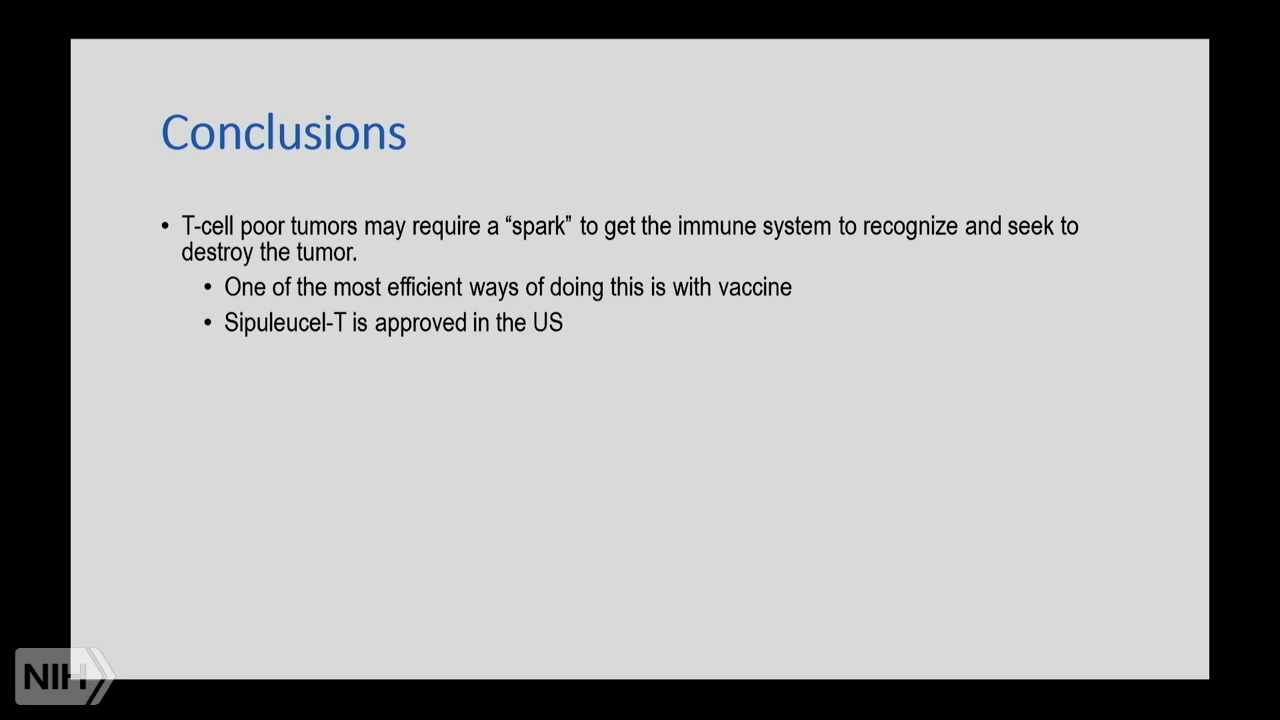 Conclusions
• T-cell poor tumors may require a “spark” to get the immune system to recognize and seek to
destroy the tumor.
• One of the most efficient ways of doing this is with vaccine
• Sipuleucel-T is approved in the US
NIH